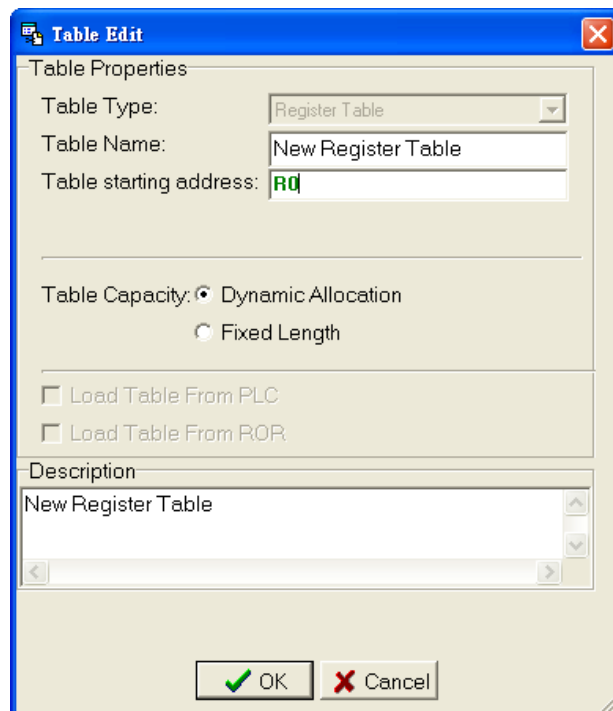 Table Edit
Table Properties
Table Type: Register Table
Table Name: New Register Table
Table starting address: R0
Table Capacity: Dynamic Allocation
Fixed Length
Load Table From PLC
Load Table From ROR
Description
New Register Table
OK Cancel